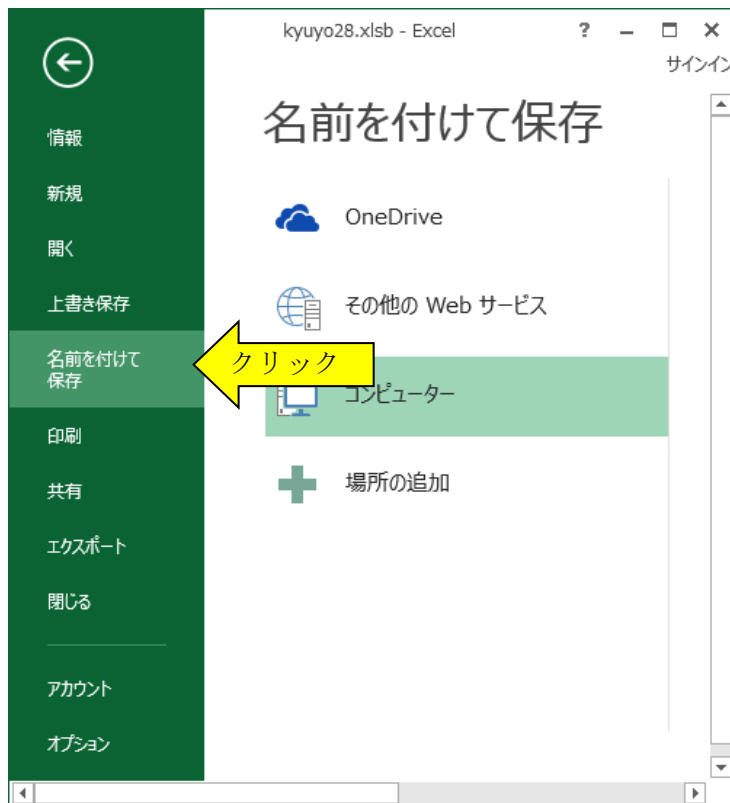 kyuyo28.xlsb - Excel
?
サインイン
名前を付けて保存
情報
新規
開く
上書き保存
名前を付けて
保存
印刷
共有
エクスポート
閉じる
アカウント
オプション
OneDrive
その他の Web サービス
クリック
コンピューター
場所の追加